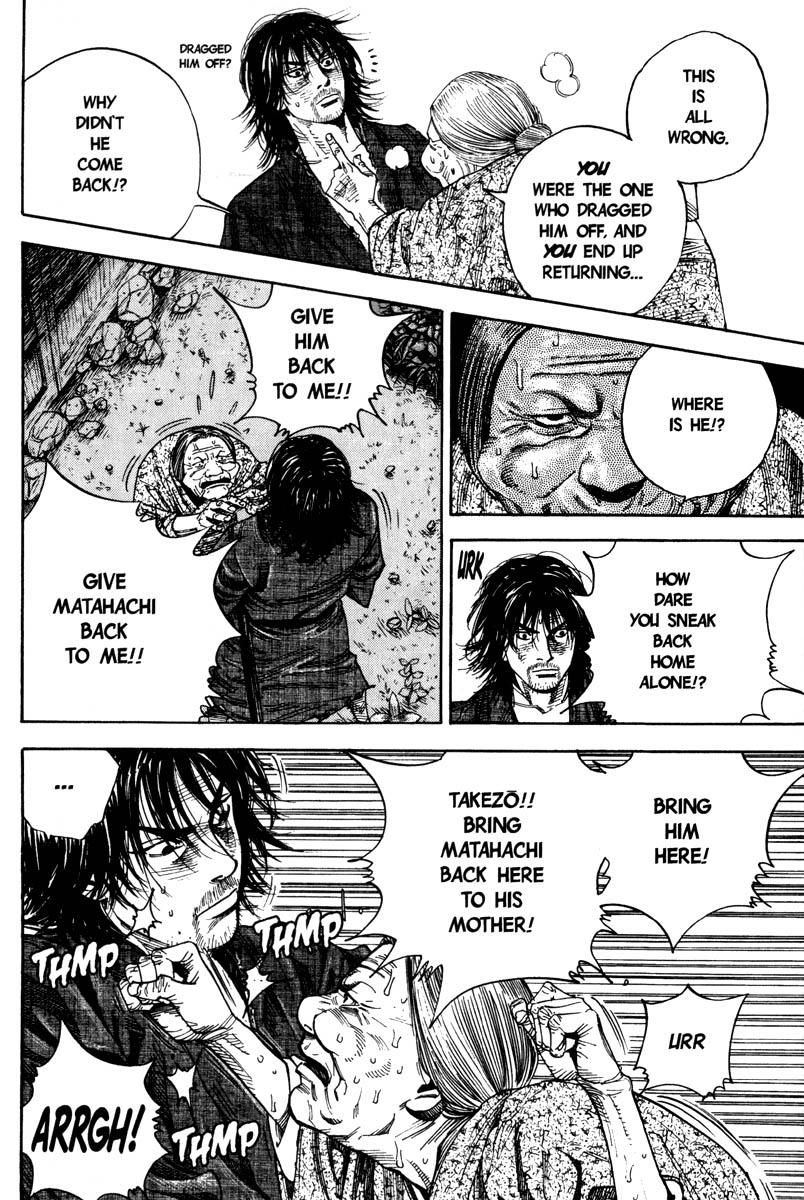 THIS
IS
ALL
WRONG.
YOU
WERE THE ONE
WHO DRAGGED
HIM OFF, AND
YOU END UP
RETURNING...
DRAGGED
HIM OFF?
WHY
DIDN'T
HE
COME
BACK!?
WHERE
IS HE!?
HOW
DARE
YOU SNEAK
BACK
HOME
ALONE!?
URK
GIVE
HIM
BACK
TO ME!!
GIVE
MATAHACHI
BACK
TO ME!!
BRING
HIM
HERE!
TAKEZŌ!!
BRING
MATAHACHI
BACK HERE
TO HIS
MOTHER!
...
URR
THMP
THMP
THMP
ARRGH!